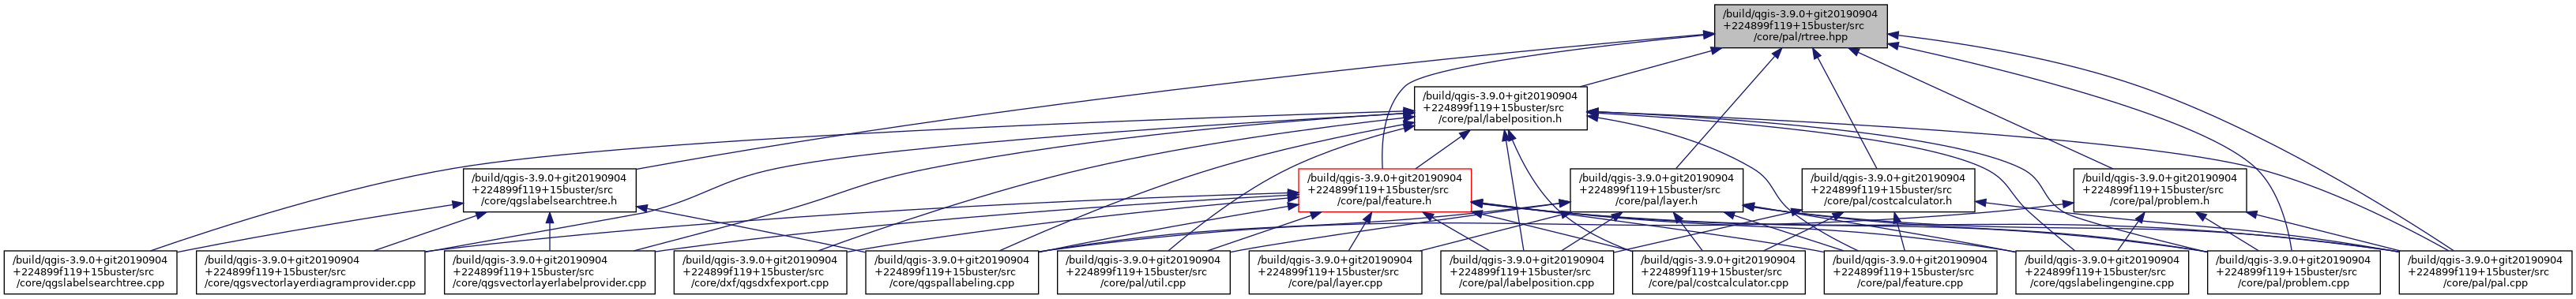 /build/qgis-3.9.0+git20190904
+224899f119+15buster/src
/core/pal/rtree.hpp
/build/qgis-3.9.0+git20190904
+224899f119+15buster/src
/core/pal/labelposition.h
/build/qgis-3.9.0+git20190904
+224899f119+15buster/src
/core/qgslabelsearchtree.h
/build/qgis-3.9.0+git20190904
+224899f119+15buster/src
/core/pal/feature.h
/build/qgis-3.9.0+git20190904
+224899f119+15buster/src
/core/pal/layer.h
/build/qgis-3.9.0+git20190904
+224899f119+15buster/src
/core/pal/costcalculator.h
/build/qgis-3.9.0+git20190904
+224899f119+15buster/src
/core/pal/problem.h
/build/qgis-3.9.0+git20190904
+224899f119+15buster/src
/core/qgslabelsearchtree.cpp
/build/qgis-3.9.0+git20190904
+224899f119+15buster/src
/core/qgsvectorlayerdiagramprovider.cpp
/build/qgis-3.9.0+git20190904
+224899f119+15buster/src
/core/qgsvectorlayerlabelprovider.cpp
/build/qgis-3.9.0+git20190904
+224899f119+15buster/src
/core/dxf/qgsdxfexport.cpp
/build/qgis-3.9.0+git20190904
+224899f119+15buster/src
/core/qgspallabeling.cpp
/build/qgis-3.9.0+git20190904
+224899f119+15buster/src
/core/pal/util.cpp
/build/qgis-3.9.0+git20190904
+224899f119+15buster/src
/core/pal/layer.cpp
/build/qgis-3.9.0+git20190904
+224899f119+15buster/src
/core/pal/labelposition.cpp
/build/qgis-3.9.0+git20190904
+224899f119+15buster/src
/core/pal/costcalculator.cpp
/build/qgis-3.9.0+git20190904
+224899f119+15buster/src
/core/pal/feature.cpp
/build/qgis-3.9.0+git20190904
+224899f119+15buster/src
/core/qgslabelingengine.cpp
/build/qgis-3.9.0+git20190904
+224899f119+15buster/src
/core/pal/problem.cpp
/build/qgis-3.9.0+git20190904
+224899f119+15buster/src
/core/pal/pal.cpp